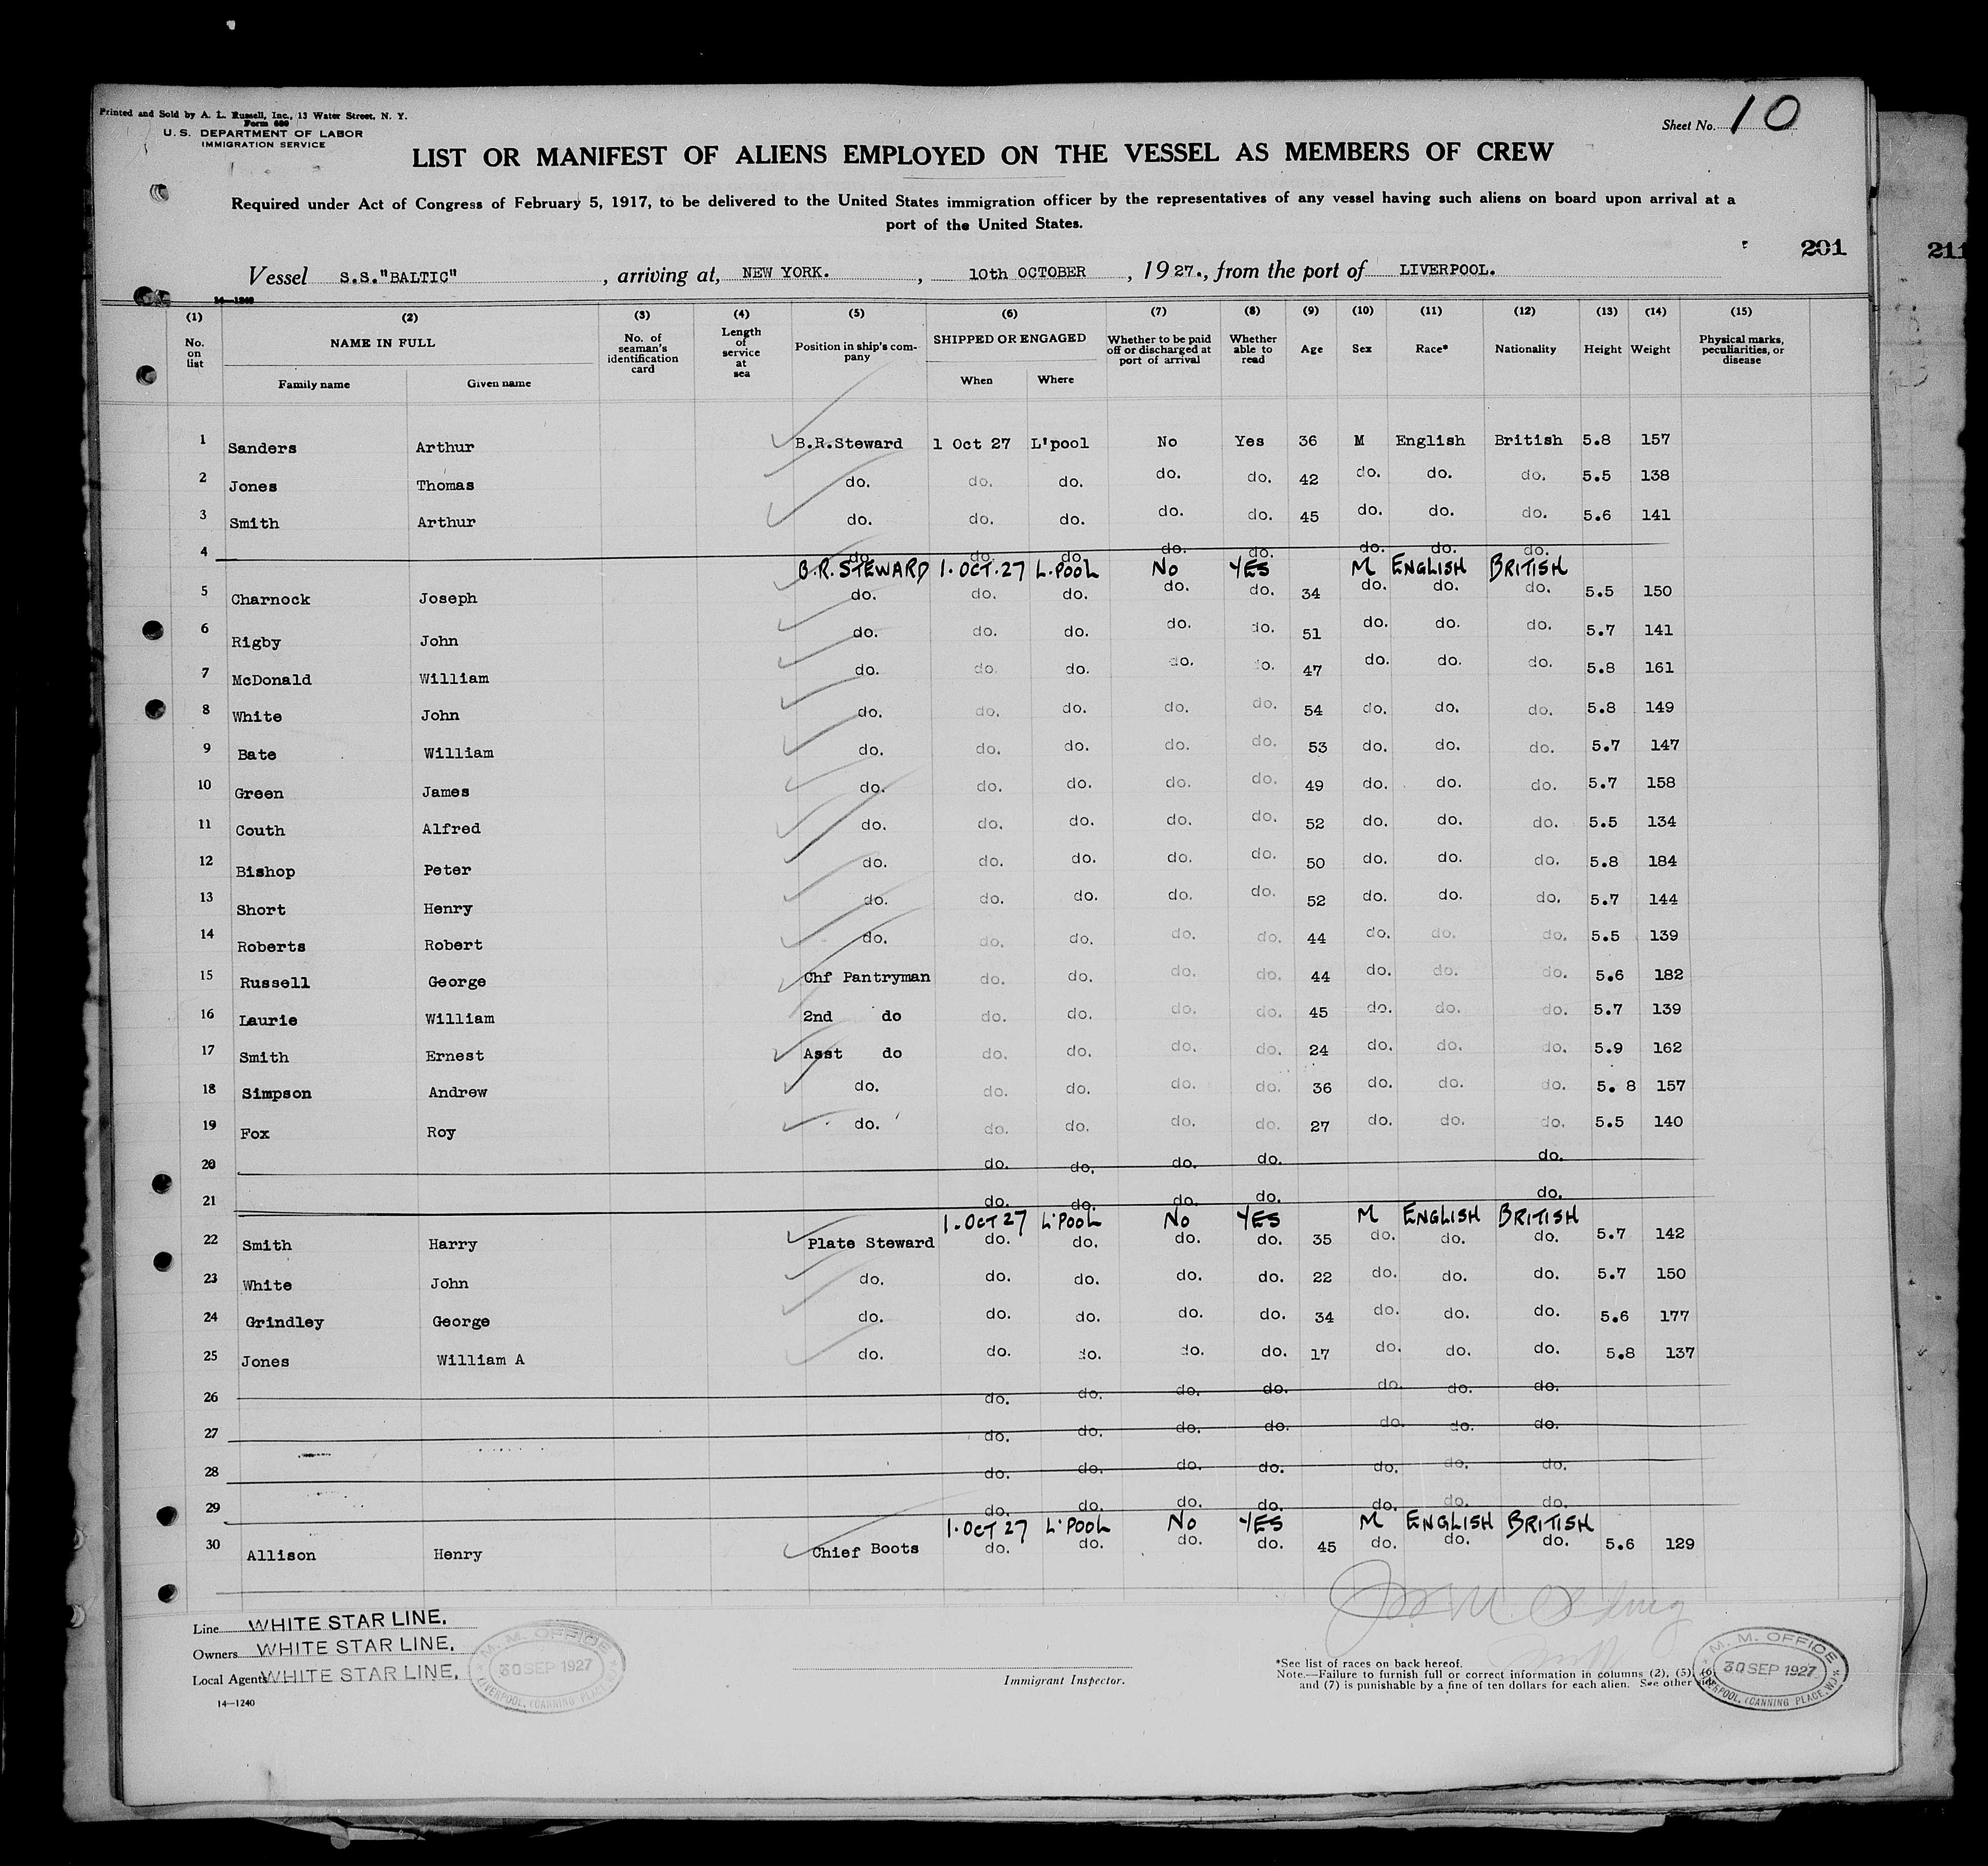 Printed and Sold by A. L. Russell, Inc., 13 Water Street, N. Y.
Form 680
U. S. DEPARTMENT OF LABOR
IMMIGRATION SERVICE
Sheet No. 10
LIST OR MANIFEST OF ALIENS EMPLOYED ON THE VESSEL AS MEMBERS OF CREW
Required under Act of Congress of February 5, 1917, to be delivered to the United States immigration officer by the representatives of any vessel having such aliens on board upon arrival at a
port of the United States.
201
211
Vessel S.S."BALTIC" , arriving at, NEW YORK. , 10th OCTOBER , 1927., from the port of LIVERPOOL.
14—1240
(1) (2) (3) (4) (5) (6) (7) (8) (9) (10) (11) (12) (13) (14) (15)
No. on list NAME IN FULL No. of seaman's identification card Length of service at sea Position in ship's company SHIPPED OR ENGAGED Whether to be paid off or discharged at port of arrival Whether able to read Age Sex Race* Nationality Height Weight Physical marks, peculiarities, or disease
Family name Given name When Where
1 Sanders Arthur B.R.Steward 1 Oct 27 L'pool No Yes 36 M English British 5.8 157
2 Jones Thomas do. do. do. do. do. 42 do. do. do. 5.5 138
3 Smith Arthur do. do. do. do. do. 45 do. do. do. 5.6 141
4 do. do. do. do. do. do. do. do.
B.R. STEWARD 1. OCT. 27 L. POOL NO YES M ENGLISH BRITISH
5 Charnock Joseph do. do. do. do. do. 34 do. do. do. 5.5 150
6 Rigby John do. do. do. do. do. 51 do. do. do. 5.7 141
7 McDonald William do. do. do. do. do. 47 do. do. do. 5.8 161
8 White John do. do. do. do. do. 54 do. do. do. 5.8 149
9 Bate William do. do. do. do. do. 53 do. do. do. 5.7 147
10 Green James do. do. do. do. do. 49 do. do. do. 5.7 158
11 Couth Alfred do. do. do. do. do. 52 do. do. do. 5.5 134
12 Bishop Peter do. do. do. do. do. 50 do. do. do. 5.8 184
13 Short Henry do. do. do. do. do. 52 do. do. do. 5.7 144
14 Roberts Robert do. do. do. do. do. 44 do. do. do. 5.5 139
15 Russell George Chf Pantryman do. do. do. do. 44 do. do. do. 5.6 182
16 Laurie William 2nd do do. do. do. do. 45 do. do. do. 5.7 139
17 Smith Ernest Asst do do. do. do. do. 24 do. do. do. 5.9 162
18 Simpson Andrew do. do. do. do. do. 36 do. do. do. 5. 8 157
19 Fox Roy do. do. do. do. do. 27 do. do. do. 5.5 140
20 do. do. do. do. do.
21 do. do. do. do. do.
1. OCT 27 L'POOL NO YES M ENGLISH BRITISH
22 Smith Harry Plate Steward do. do. do. do. 35 do. do. do. 5.7 142
23 White John do. do. do. do. do. 22 do. do. do. 5.7 150
24 Grindley George do. do. do. do. do. 34 do. do. do. 5.6 177
25 Jones William A do. do. do. do. do. 17 do. do. do. 5.8 137
26 do. do. do. do. do. do. do.
27 do. do. do. do. do. do. do.
28 do. do. do. do. do. do. do.
29 do. do. do. do. do. do. do.
1. OCT 27 L'POOL NO YES M ENGLISH BRITISH
30 Allison Henry Chief Boots do. do. do. do. 45 do. do. do. 5.6 129
Line WHITE STAR LINE.
Owners WHITE STAR LINE.
Local Agents WHITE STAR LINE.
14—1240
M. M. OFFICE
30 SEP 1927
LIVERPOOL, (CANNING PLACE, W.)
Immigrant Inspector.
*See list of races on back hereof.
Note.—Failure to furnish full or correct information in columns (2), (5), (6)
and (7) is punishable by a fine of ten dollars for each alien. See other
M. M. OFFICE
30 SEP 1927
LIVERPOOL, (CANNING PLACE, W.)